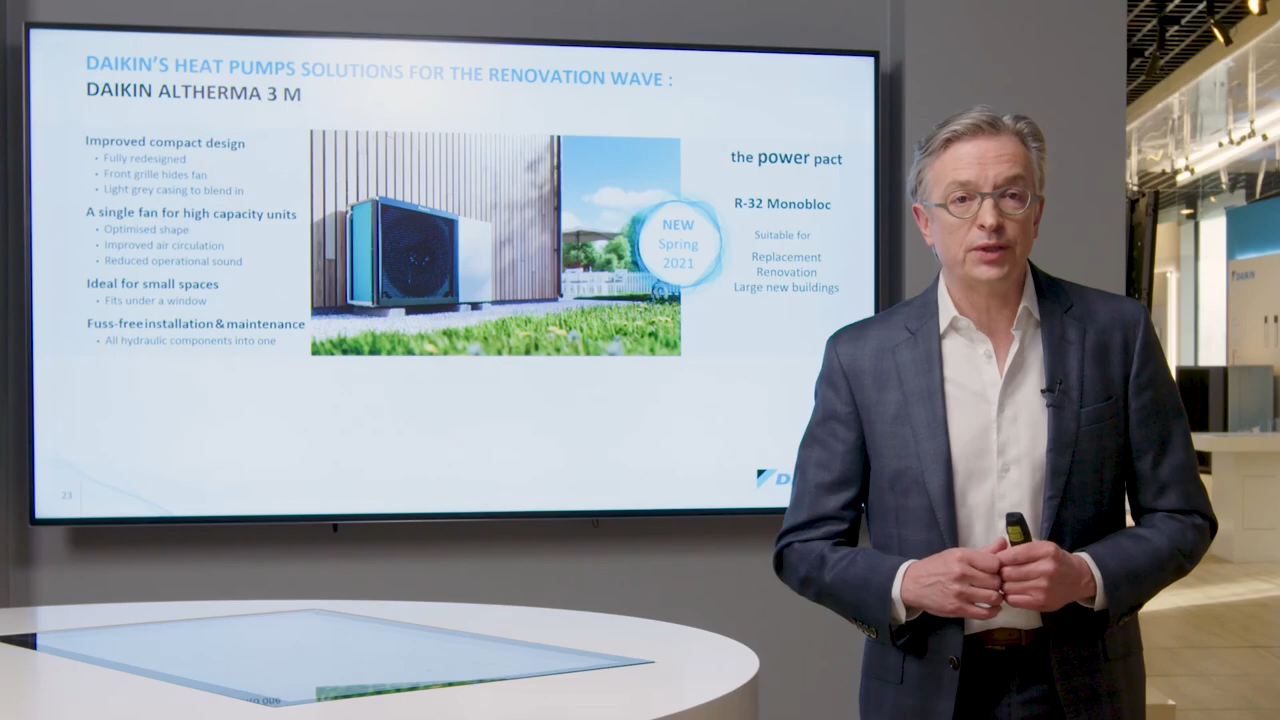 DAIKIN'S HEAT PUMPS SOLUTIONS FOR THE RENOVATION WAVE :
DAIKIN ALTHERMA 3 M
Improved compact design
• Fully redesigned
• Front grille hides fan
• Light grey casing to blend in
A single fan for high capacity units
• Optimised shape
• Improved air circulation
• Reduced operational sound
Ideal for small spaces
• Fits under a window
Fuss-free installation & maintenance
• All hydraulic components into one
NEW
Spring
2021
the power pact
R-32 Monobloc
Suitable for
Replacement
Renovation
Large new buildings
23
DAIKIN